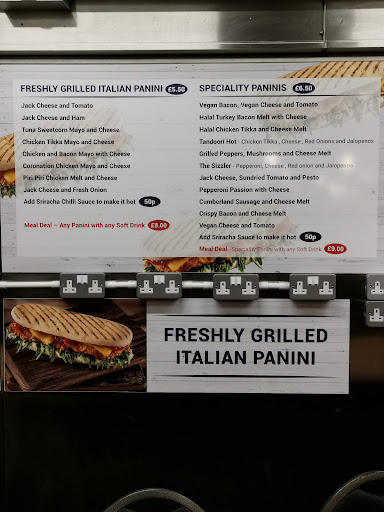 FRESHLY GRILLED ITALIAN PANINI £5.50
Jack Cheese and Tomato
Jack Cheese and Ham
Tuna Sweetcorn Mayo and Cheese
Chicken Tikka Mayo and Cheese
Chicken and Bacon Mayo with Cheese
Coronation Chicken Mayo and Cheese
Piri Piri Chicken Melt and Cheese
Jack Cheese and Fresh Onion
Add Sriracha Chilli Sauce to make it hot 50p
Meal Deal – Any Panini with any Soft Drink £8.00
SPECIALITY PANINIS £6.50
Vegan Bacon, Vegan Cheese and Tomato
Halal Turkey Bacon Melt with Cheese
Halal Chicken Tikka and Cheese Melt
Tandoori Hot - Chicken Tikka , Cheese , Red Onions and Jalopenos
Grilled Peppers, Mushrooms and Cheese Melt
The Sizzler - Pepperoni, Cheese , Red onion and Jalopenos
Jack Cheese, Sundried Tomato and Pesto
Pepperoni Passion with Cheese
Cumberland Sausage and Cheese Melt
Crispy Bacon and Cheese Melt
Vegan Cheese and Tomato
Add Sriracha Sauce to make it hot 50p
Meal Deal - Speciality Panini with any Soft Drink £9.00
FRESHLY GRILLED
ITALIAN PANINI